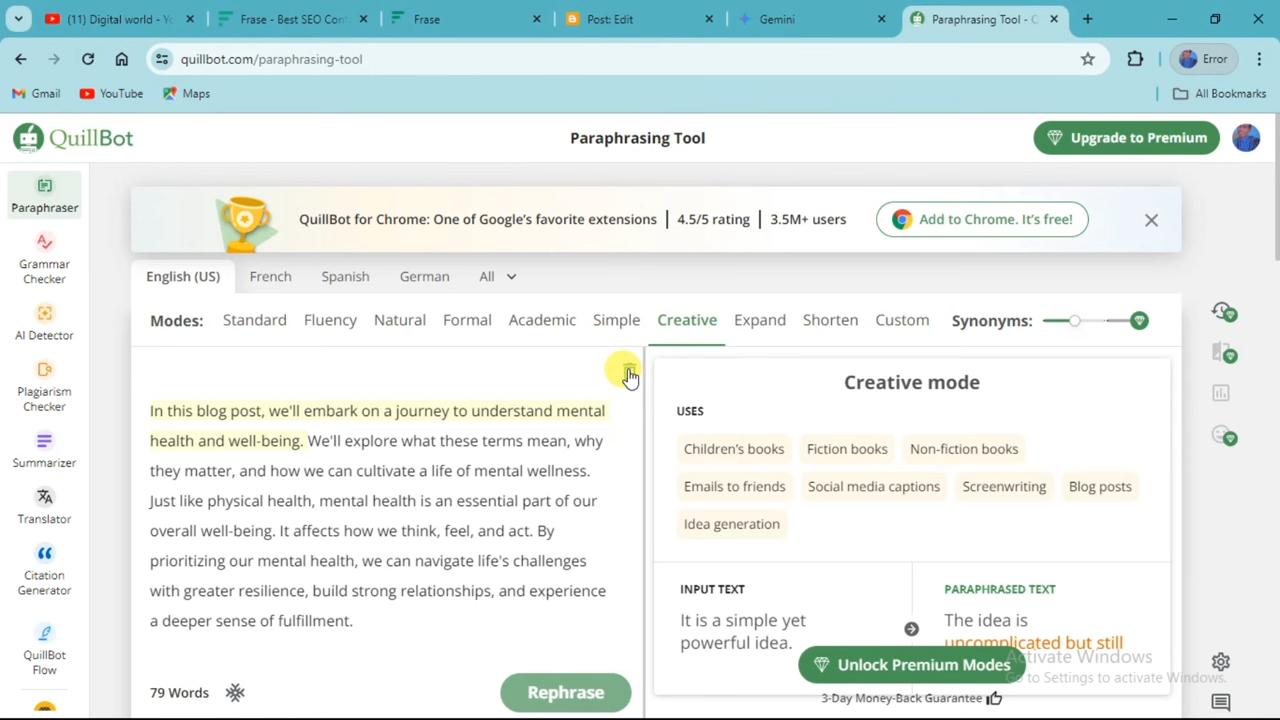 (11) Digital world - Yo
Frase - Best SEO Con
Frase
Post: Edit
Gemini
Paraphrasing Tool - C
quillbot.com/paraphrasing-tool
Error
Gmail
YouTube
Maps
All Bookmarks
QuillBot
Paraphrasing Tool
Upgrade to Premium
Paraphraser
Grammar
Checker
AI Detector
Plagiarism
Checker
Summarizer
Translator
Citation
Generator
QuillBot
Flow
QuillBot for Chrome: One of Google's favorite extensions | 4.5/5 rating | 3.5M+ users
Add to Chrome. It's free!
English (US)
French
Spanish
German
All
Modes:
Standard
Fluency
Natural
Formal
Academic
Simple
Creative
Expand
Shorten
Custom
Synonyms:
In this blog post, we'll embark on a journey to understand mental
health and well-being. We'll explore what these terms mean, why
they matter, and how we can cultivate a life of mental wellness.
Just like physical health, mental health is an essential part of our
overall well-being. It affects how we think, feel, and act. By
prioritizing our mental health, we can navigate life's challenges
with greater resilience, build strong relationships, and experience
a deeper sense of fulfillment.
79 Words
Rephrase
Creative mode
USES
Children's books
Fiction books
Non-fiction books
Emails to friends
Social media captions
Screenwriting
Blog posts
Idea generation
INPUT TEXT
It is a simple yet
powerful idea.
PARAPHRASED TEXT
The idea is
uncomplicated but still
Unlock Premium Modes
3-Day Money-Back Guarantee
Activate Windows
Go to Settings to activate Windows.